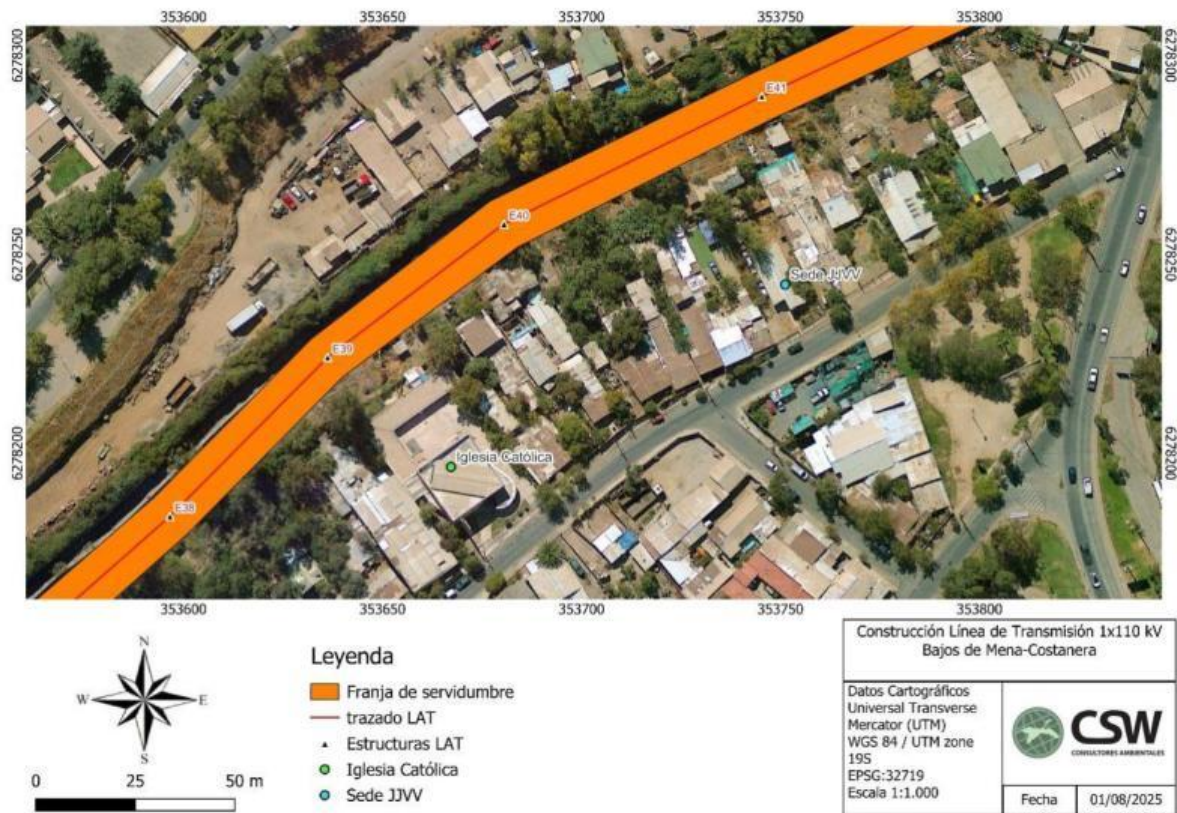 353600 353650 353700 353750 353800
6278300
6278300
E41
E40
6278250
6278250
Sede JJVV
E39
6278200
6278200
Iglesia Católica
E38
353600 353650 353700 353750 353800
N
W E
S
0 25 50 m
Leyenda
Franja de servidumbre
trazado LAT
Estructuras LAT
Iglesia Católica
Sede JJVV
Construcción Línea de Transmisión 1x110 kV
Bajos de Mena-Costanera
Datos Cartográficos
Universal Transverse
Mercator (UTM)
WGS 84 / UTM zone
19S
EPSG:32719
Escala 1:1.000
CSW
CONSULTORES AMBIENTALES
Fecha 01/08/2025